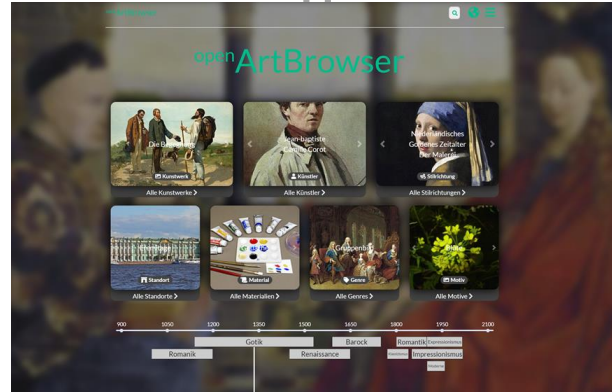 openArtBrowser
Jean-baptiste
Camille Corot
Niederländisches
Goldenes Zeitalter
Der Malerei
Kunstwerk
Künstler
Stilrichtung
Alle Kunstwerke
Alle Künstler
Alle Stilrichtungen
Gruppenbild
Standort
Material
Genre
Motiv
Alle Standorte
Alle Materialien
Alle Genres
Alle Motive
900 1050 1200 1350 1500 1650 1800 1950 2100
Gotik Barock Romantik Expressionismus
Romanik Renaissance Impressionismus